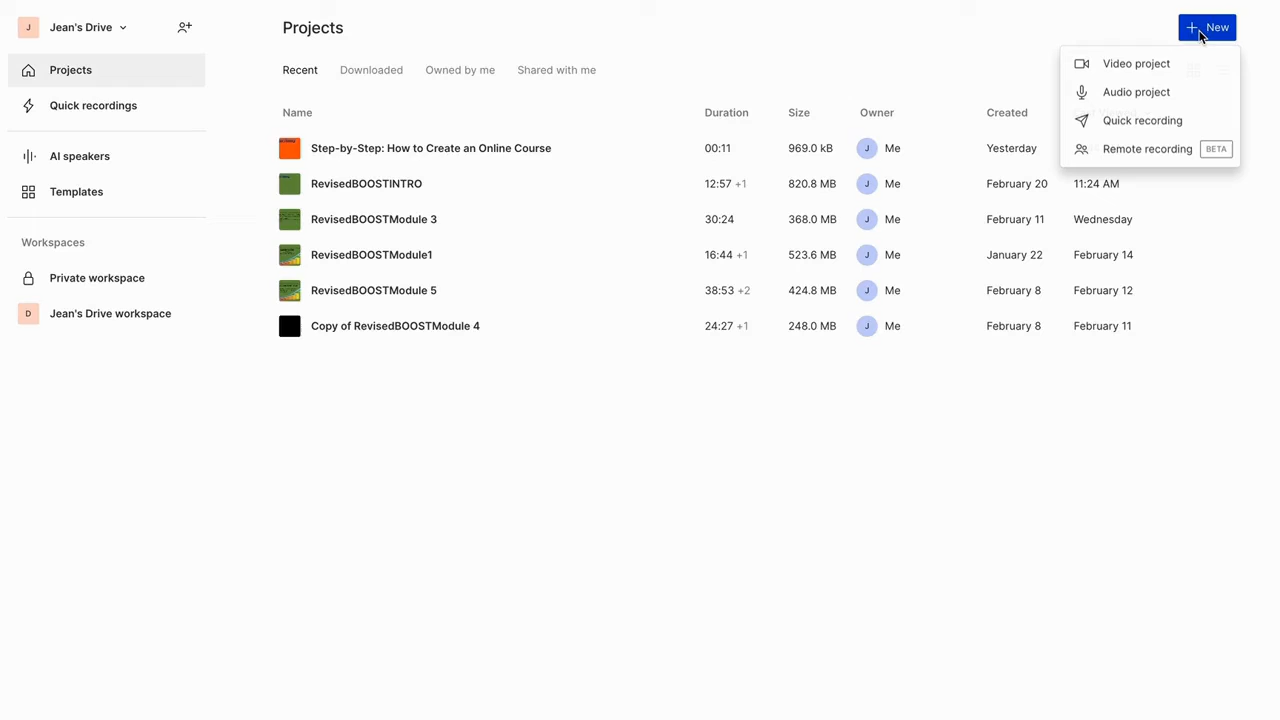 J Jean's Drive
Projects
Quick recordings
AI speakers
Templates
Workspaces
Private workspace
D Jean's Drive workspace
Projects
New
Recent Downloaded Owned by me Shared with me
Video project
Audio project
Quick recording
Remote recording BETA
Name Duration Size Owner Created
Step-by-Step: How to Create an Online Course 00:11 969.0 kB J Me Yesterday
RevisedBOOSTINTRO 12:57 +1 820.8 MB J Me February 20 11:24 AM
RevisedBOOSTModule 3 30:24 368.0 MB J Me February 11 Wednesday
RevisedBOOSTModule1 16:44 +1 523.6 MB J Me January 22 February 14
RevisedBOOSTModule 5 38:53 +2 424.8 MB J Me February 8 February 12
Copy of RevisedBOOSTModule 4 24:27 +1 248.0 MB J Me February 8 February 11